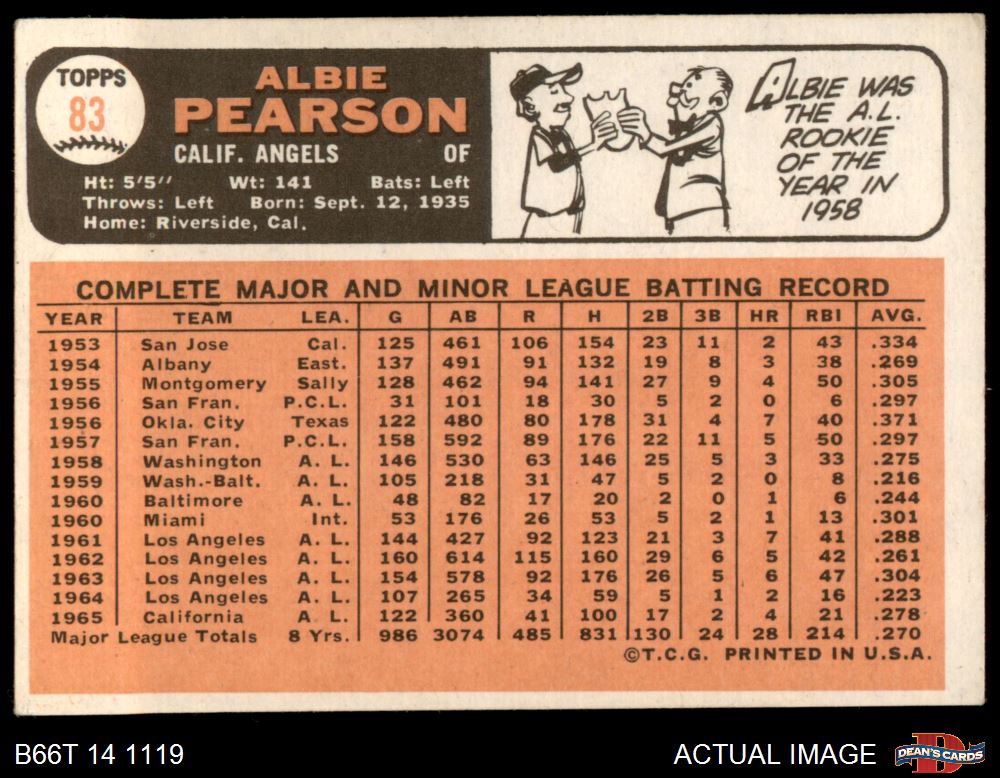 TOPPS
83
ALBIE
PEARSON
CALIF. ANGELS OF
Ht: 5'5" Wt: 141 Bats: Left
Throws: Left Born: Sept. 12, 1935
Home: Riverside, Cal.
ALBIE WAS
THE A.L.
ROOKIE
OF THE
YEAR IN
1958
COMPLETE MAJOR AND MINOR LEAGUE BATTING RECORD
YEAR TEAM LEA. G AB R H 2B 3B HR RBI AVG.
1953 San Jose Cal. 125 461 106 154 23 11 2 43 .334
1954 Albany East. 137 491 91 132 19 8 3 38 .269
1955 Montgomery Sally 128 462 94 141 27 9 4 50 .305
1956 San Fran. P.C.L. 31 101 18 30 5 2 0 6 .297
1956 Okla. City Texas 122 480 80 178 31 4 7 40 .371
1957 San Fran. P.C.L. 158 592 89 176 22 11 5 50 .297
1958 Washington A. L. 146 530 63 146 25 5 3 33 .275
1959 Wash.-Balt. A. L. 105 218 31 47 5 2 0 8 .216
1960 Baltimore A. L. 48 82 17 20 2 0 1 6 .244
1960 Miami Int. 53 176 26 53 5 2 1 13 .301
1961 Los Angeles A. L. 144 427 92 123 21 3 7 41 .288
1962 Los Angeles A. L. 160 614 115 160 29 6 5 42 .261
1963 Los Angeles A. L. 154 578 92 176 26 5 6 47 .304
1964 Los Angeles A. L. 107 265 34 59 5 1 2 16 .223
1965 California A. L. 122 360 41 100 17 2 4 21 .278
Major League Totals 8 Yrs. 986 3074 485 831 130 24 28 214 .270
©T.C.G. PRINTED IN U.S.A.
B66T 14 1119 ACTUAL IMAGE DEAN'S CARDS